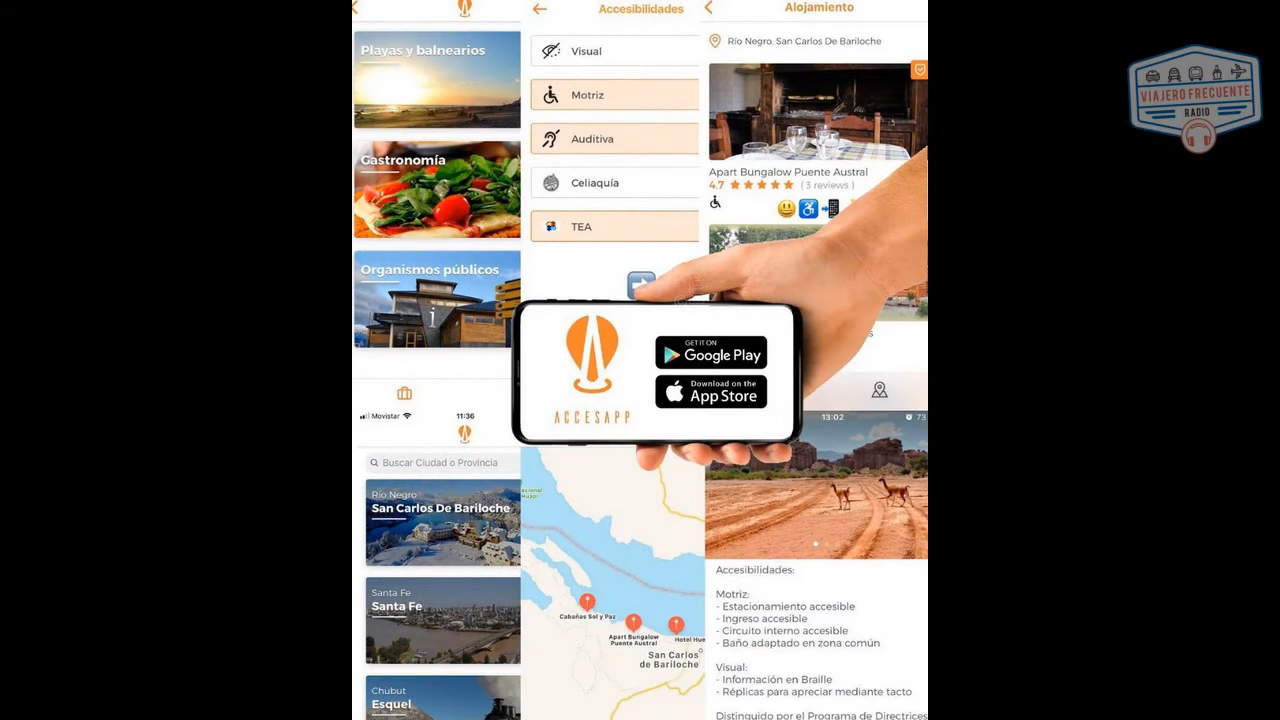 Playas y balnearios
Gastronomía
Organismos públicos
Movistar
11:36
Buscar Ciudad o Provincia
Río Negro
San Carlos De Bariloche
Santa Fe
Santa Fe
Chubut
Esquel
Accesibilidades
Visual
Motriz
Auditiva
Celiaquía
TEA
Alojamiento
Río Negro, San Carlos De Bariloche
Apart Bungalow Puente Austral
4.7
( 3 reviews )
ACCESAPP
GET IT ON
Google Play
Download on the
App Store
Cabañas Sol y Paz
Apart Bungalow
Puente Austral
San Carlos
de Bariloche
13:02
73
Accesibilidades:
Motriz:
- Estacionamiento accesible
- Ingreso accesible
- Circuito interno accesible
- Baño adaptado en zona común
Visual:
- Información en Braille
- Réplicas para apreciar mediante tacto
Distinguido por el Programa de Directrices
VIAJERO FRECUENTE
RADIO